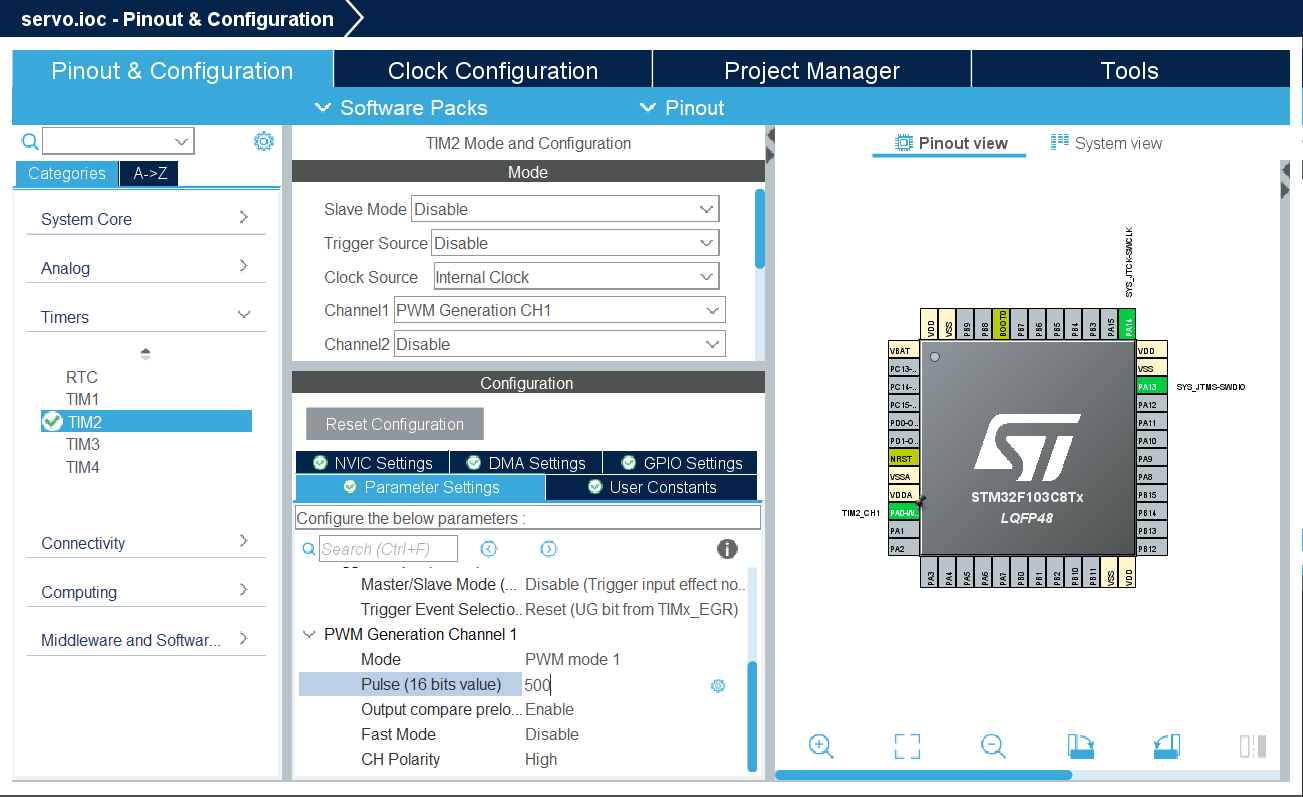 servo.ioc - Pinout & Configuration
Pinout & Configuration
Clock Configuration
Project Manager
Tools
Software Packs
Pinout
Categories
A->Z
System Core
Analog
Timers
RTC
TIM1
TIM2
TIM3
TIM4
Connectivity
Computing
Middleware and Softwar...
TIM2 Mode and Configuration
Mode
Slave Mode Disable
Trigger Source Disable
Clock Source Internal Clock
Channel1 PWM Generation CH1
Channel2 Disable
Configuration
Reset Configuration
NVIC Settings
DMA Settings
GPIO Settings
Parameter Settings
User Constants
Configure the below parameters :
Search (Ctrl+F)
Master/Slave Mode (... Disable (Trigger input effect no..
Trigger Event Selectio.. Reset (UG bit from TIMx_EGR)
PWM Generation Channel 1
Mode PWM mode 1
Pulse (16 bits value) 500
Output compare prelo... Enable
Fast Mode Disable
CH Polarity High
Pinout view
System view
SYS_JTCK-SWCLK
VDD
VSS
PB9
PB8
BOOT0
PB7
PB6
PB5
PB4
PB3
PA15
PA14
VBAT
PC13-..
PC14-..
PC15-..
PD0-O..
PD1-O..
NRST
VSSA
VDDA
TIM2_CH1
PA0-W..
PA1
PA2
STM32F103C8Tx
LQFP48
VDD
VSS
PA13
SYS_JTMS-SWDIO
PA12
PA11
PA10
PA9
PA8
PB15
PB14
PB13
PB12
PA3
PA4
PA5
PA6
PA7
PB0
PB1
PB2
PB10
PB11
VSS
VDD